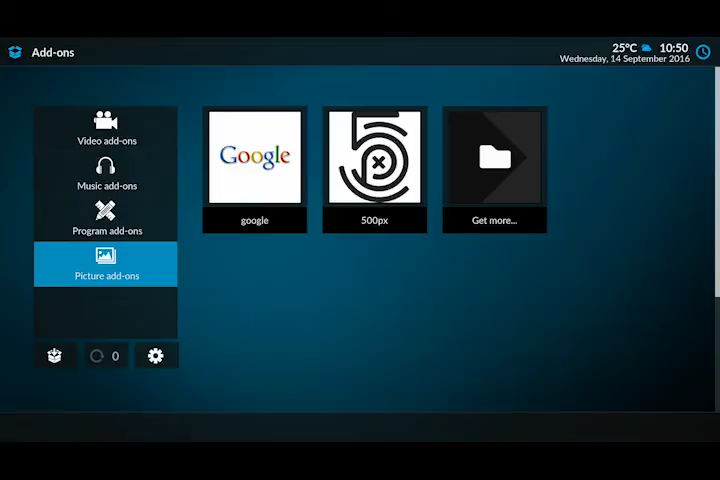 Add-ons
25°C 10:50
Wednesday, 14 September 2016
Video add-ons
Music add-ons
Program add-ons
Picture add-ons
0
Google
google
500px
Get more...